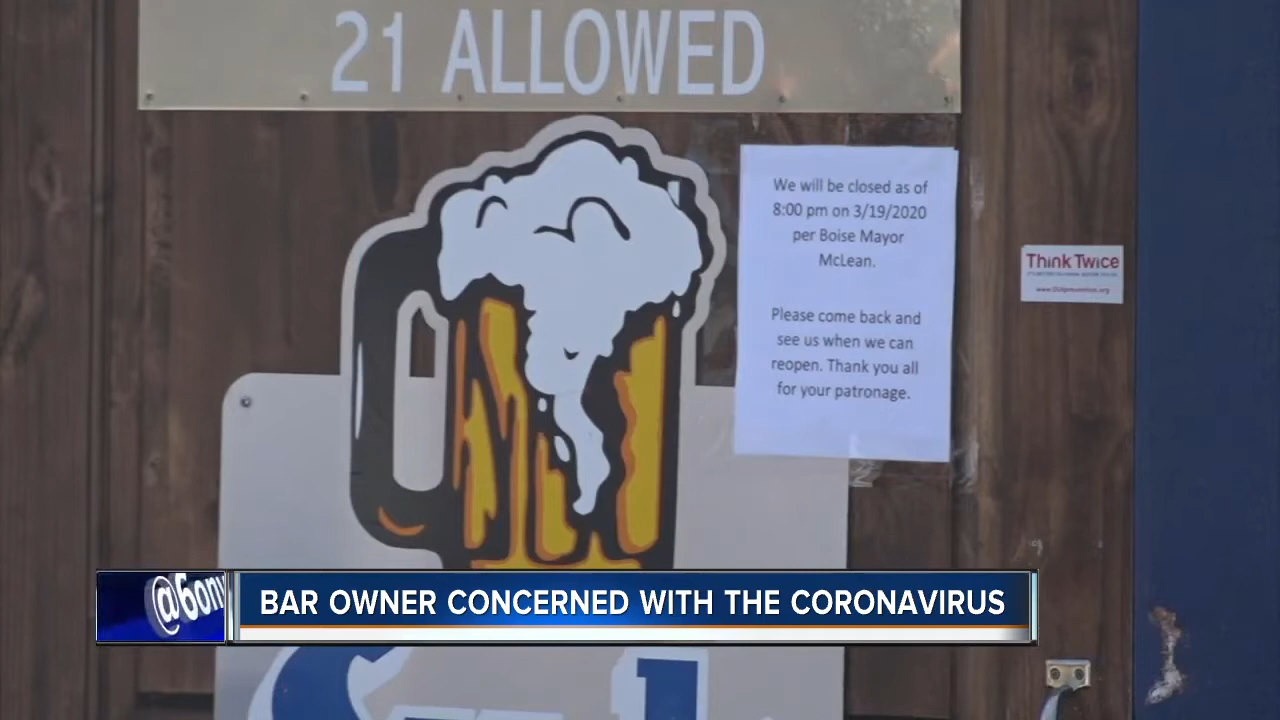 21 ALLOWED
We will be closed as of
8:00 pm on 3/19/2020
per Boise Mayor
McLean.
Please come back and
see us when we can
reopen. Thank you all
for your patronage.
Think Twice
@6on
BAR OWNER CONCERNED WITH THE CORONAVIRUS